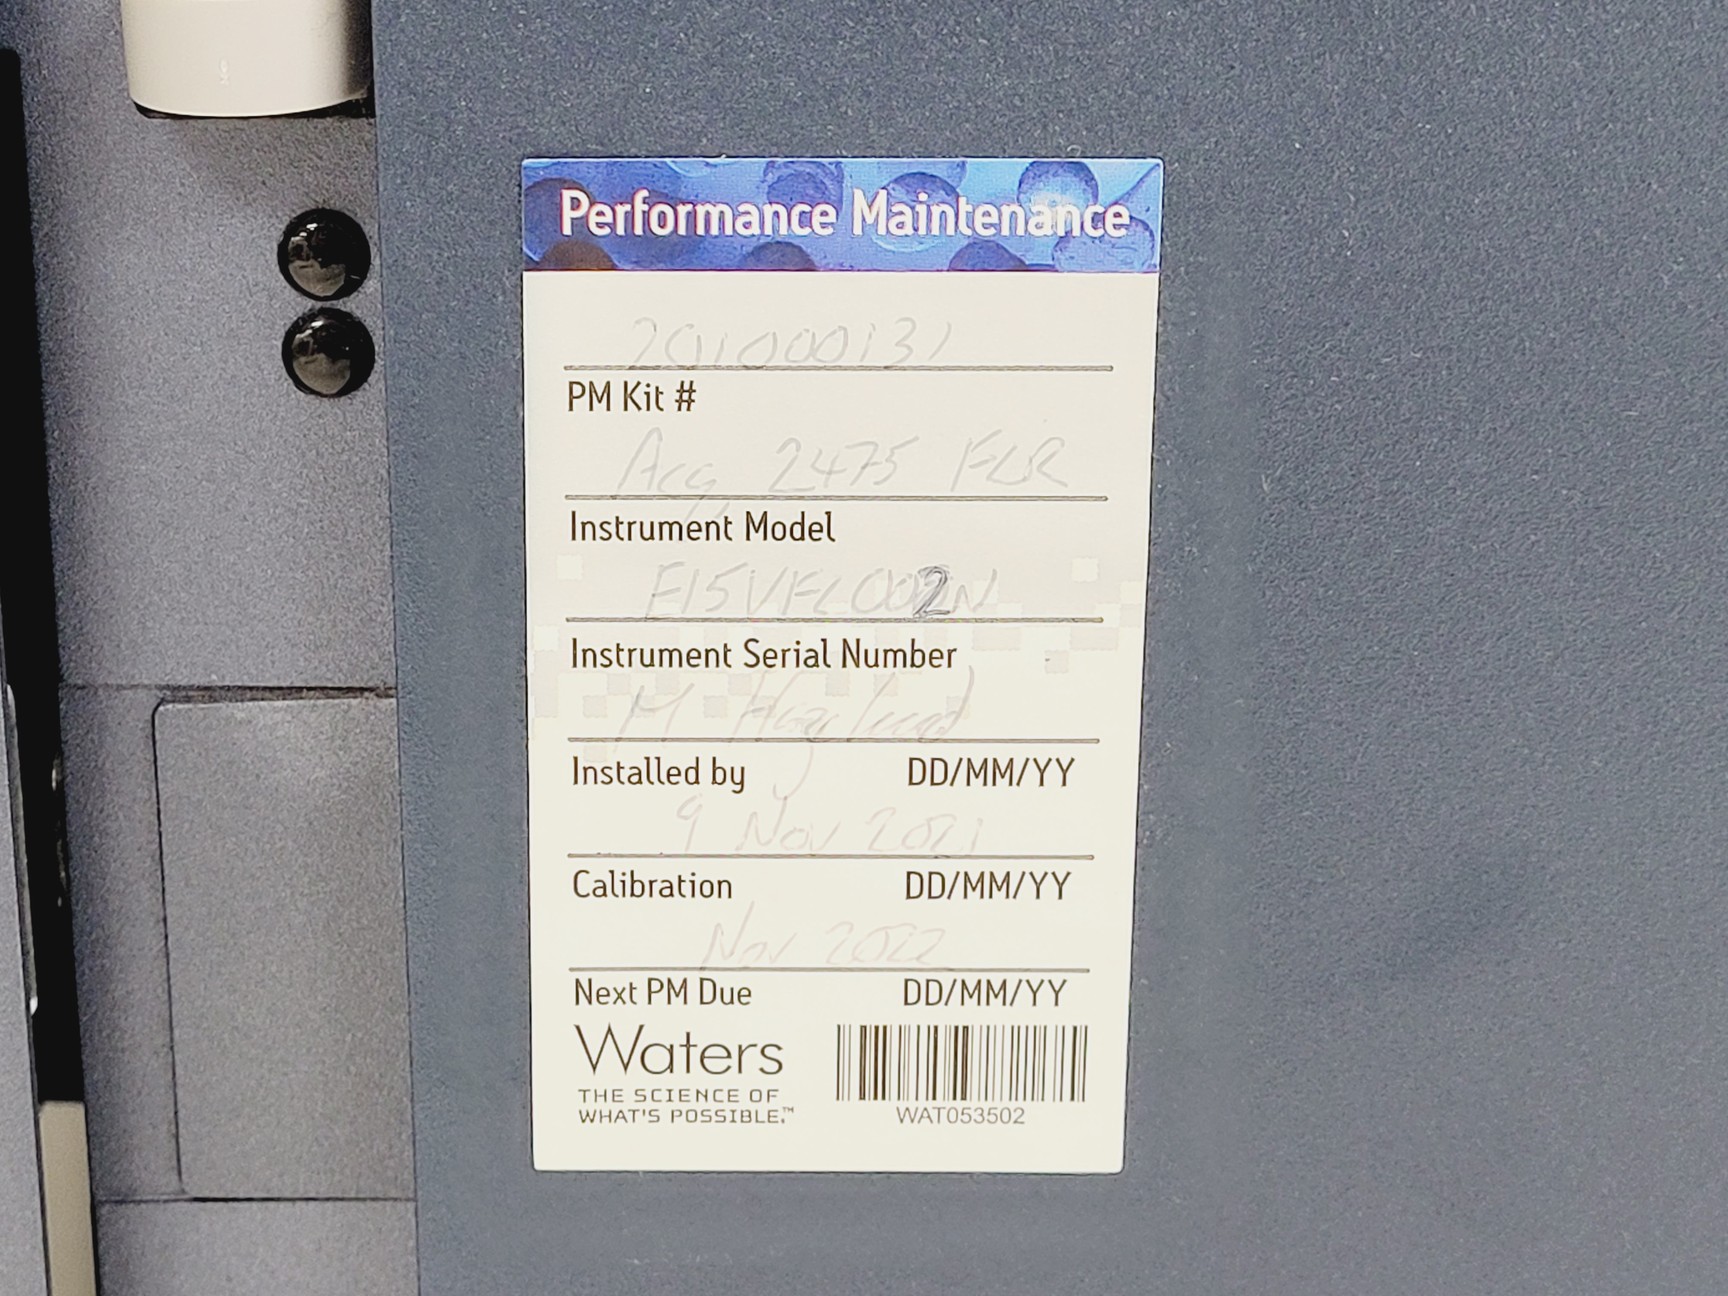 Performance Maintenance
201000131
PM Kit #
Acq 2475 FLR
Instrument Model
F15VFL002N
Instrument Serial Number
M
Installed by DD/MM/YY
9 Nov 2021
Calibration DD/MM/YY
Nov 2022
Next PM Due DD/MM/YY
Waters
THE SCIENCE OF
WHAT'S POSSIBLE.™
WAT053502